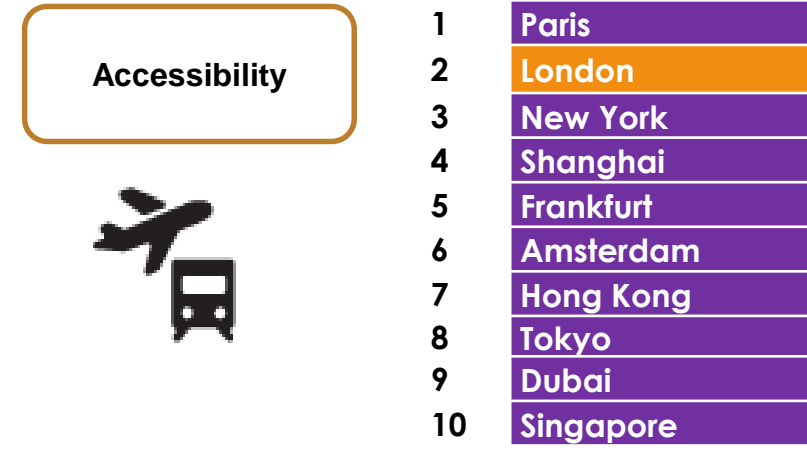 Accessibility
1 Paris
2 London
3 New York
4 Shanghai
5 Frankfurt
6 Amsterdam
7 Hong Kong
8 Tokyo
9 Dubai
10 Singapore